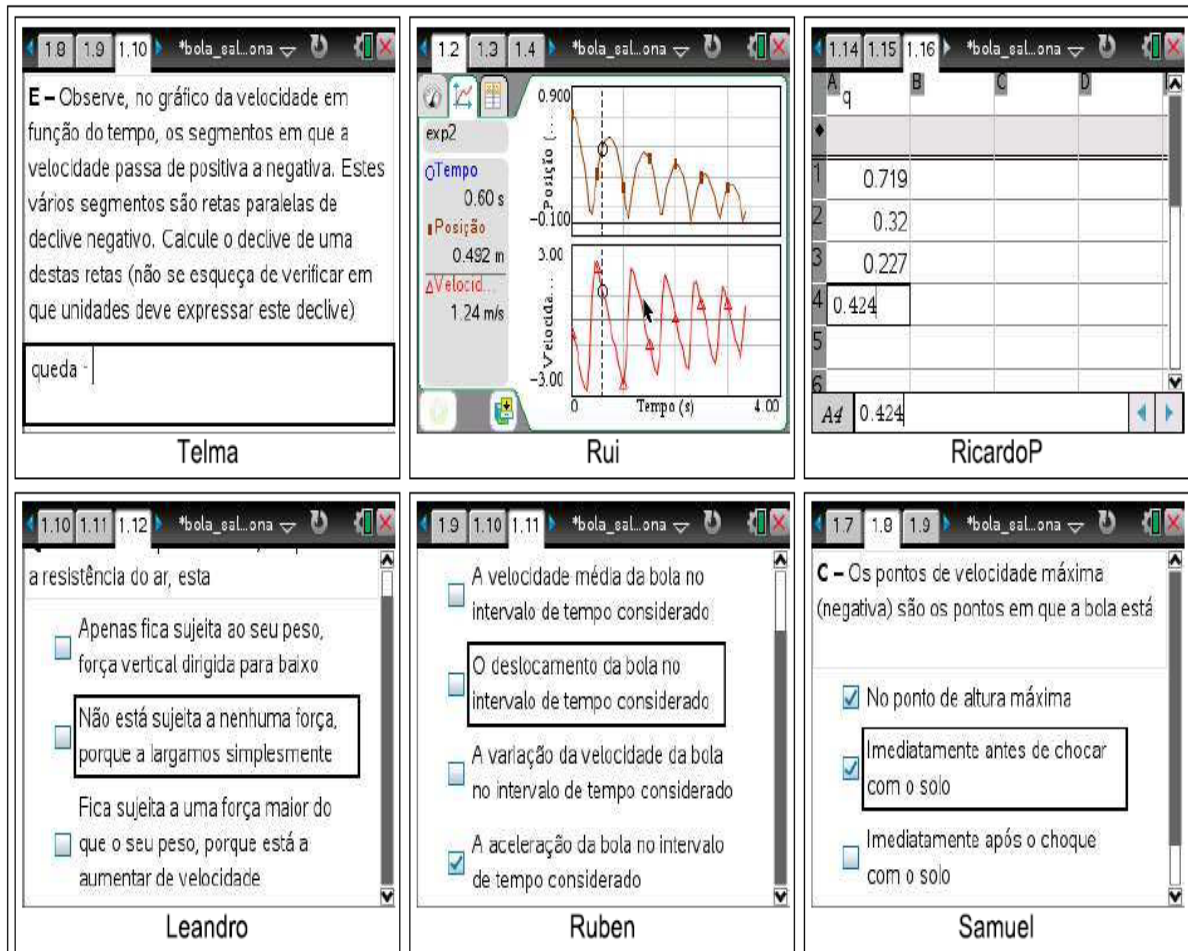 1.8 1.9 1.10 *bola_sal...ona
E – Observe, no gráfico da velocidade em
função do tempo, os segmentos em que a
velocidade passa de positiva a negativa. Estes
vários segmentos são retas paralelas de
declive negativo. Calcule o declive de uma
destas retas (não se esqueça de verificar em
que unidades deve expressar este declive)
queda -
Telma
1.2 1.3 1.4 *bola_sal...ona
exp2
Tempo
0.60 s
Posição
0.492 m
Velocid...
1.24 m/s
0.900
Posição (...
-0.100
3.00
Velocida...
-3.00
0 Tempo (s) 4.00
Rui
1.14 1.15 1.16 *bola_sal...ona
A B C D
q
1 0.719
2 0.32
3 0.227
4 0.424
5
6
A4 0.424
RicardoP
1.10 1.11 1.12 *bola_sal...ona
a resistência do ar, esta
Apenas fica sujeita ao seu peso,
força vertical dirigida para baixo
Não está sujeita a nenhuma força,
porque a largamos simplesmente
Fica sujeita a uma força maior do
que o seu peso, porque está a
aumentar de velocidade
Leandro
1.9 1.10 1.11 *bola_sal...ona
A velocidade média da bola no
intervalo de tempo considerado
O deslocamento da bola no
intervalo de tempo considerado
A variação da velocidade da bola
no intervalo de tempo considerado
A aceleração da bola no intervalo
de tempo considerado
Ruben
1.7 1.8 1.9 *bola_sal...ona
C – Os pontos de velocidade máxima
(negativa) são os pontos em que a bola está
No ponto de altura máxima
Imediatamente antes de chocar
com o solo
Imediatamente após o choque
com o solo
Samuel